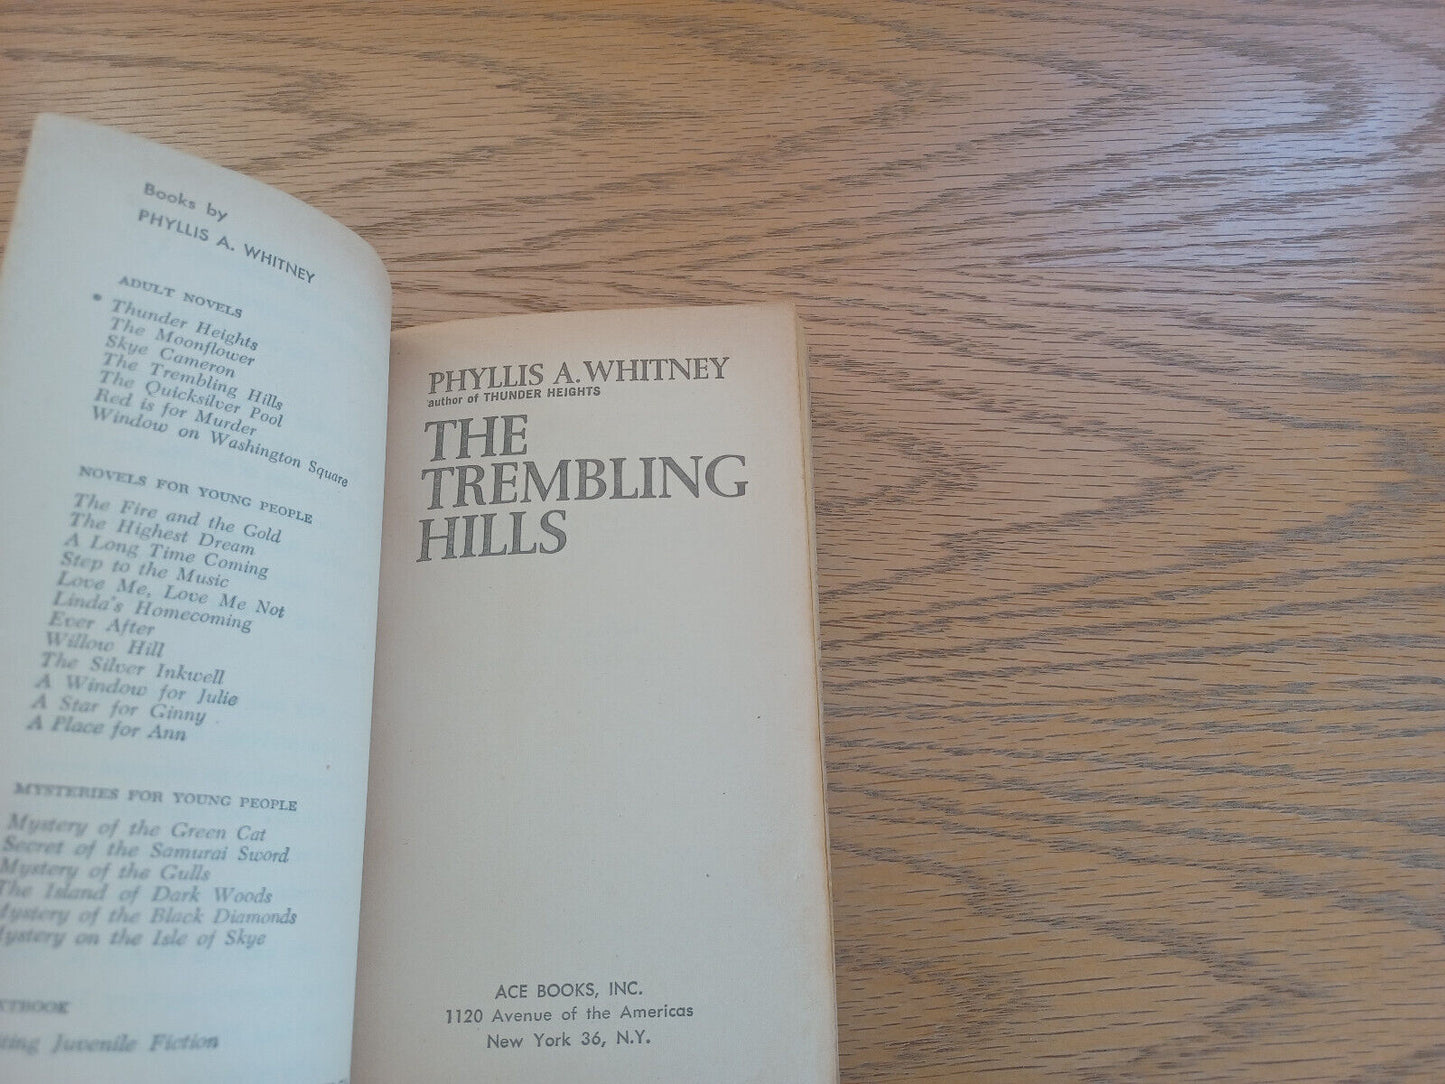 Books by
PHYLLIS A. WHITNEY
ADULT NOVELS
• Thunder Heights
The Moonflower
Skye Cameron
The Trembling Hills
The Quicksilver Pool
Red is for Murder
Window on Washington Square
NOVELS FOR YOUNG PEOPLE
The Fire and the Gold
The Highest Dream
A Long Time Coming
Step to the Music
Love Me, Love Me Not
Linda's Homecoming
Ever After
Willow Hill
The Silver Inkwell
A Window for Julie
A Star for Ginny
A Place for Ann
MYSTERIES FOR YOUNG PEOPLE
Mystery of the Green Cat
Secret of the Samurai Sword
Mystery of the Gulls
The Island of Dark Woods
Mystery of the Black Diamonds
Mystery on the Isle of Skye
Juvenile Fiction
PHYLLIS A. WHITNEY
author of THUNDER HEIGHTS
THE
TREMBLING
HILLS
ACE BOOKS, INC.
1120 Avenue of the Americas
New York 36, N.Y.